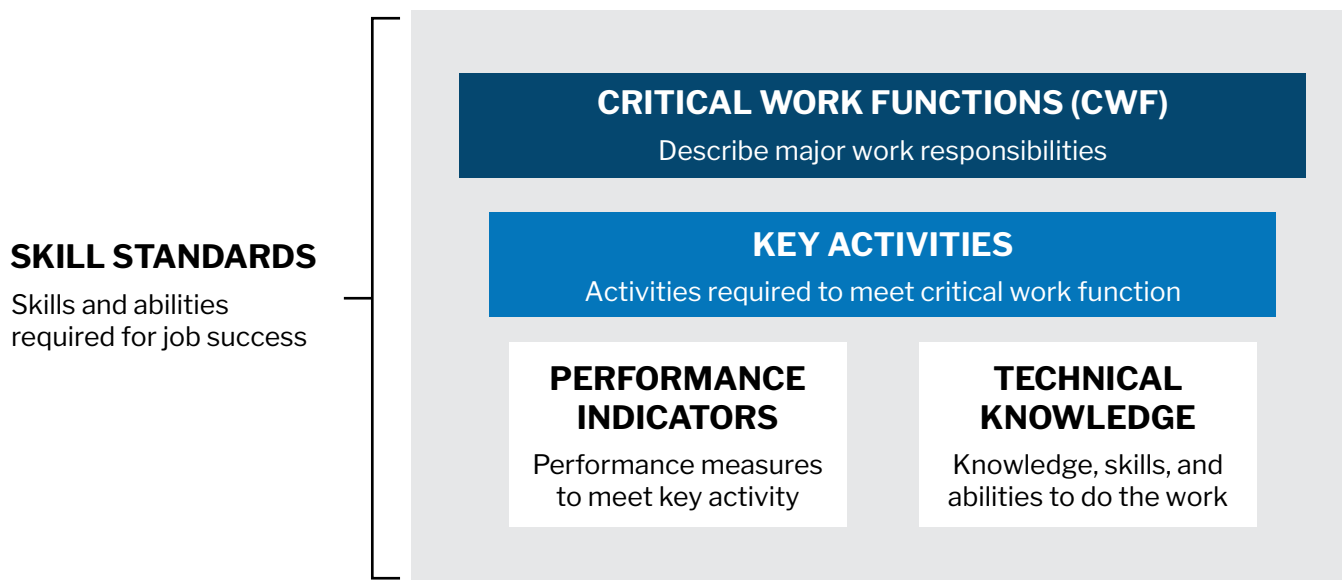 SKILL STANDARDS
Skills and abilities
required for job success
CRITICAL WORK FUNCTIONS (CWF)
Describe major work responsibilities
KEY ACTIVITIES
Activities required to meet critical work function
PERFORMANCE
INDICATORS
Performance measures
to meet key activity
TECHNICAL
KNOWLEDGE
Knowledge, skills, and
abilities to do the work